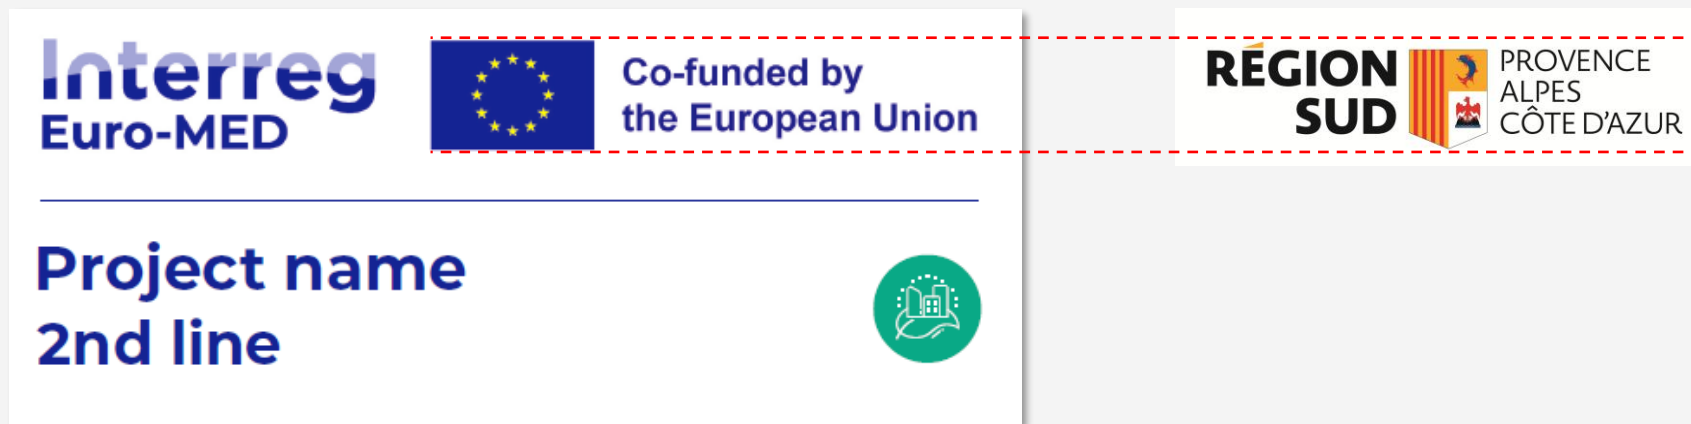 Interreg
Euro-MED
Co-funded by
the European Union
RÉGION
SUD
PROVENCE
ALPES
CÔTE D'AZUR
Project name
2nd line